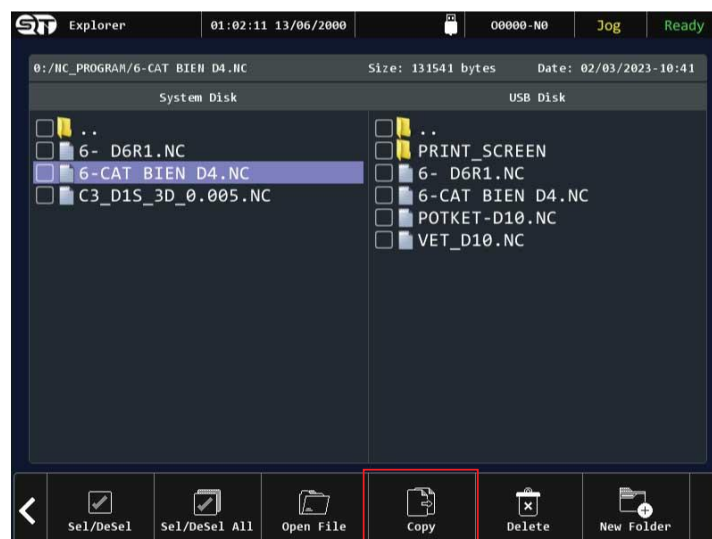 ST Explorer 01:02:11 13/06/2000 O0000-N0 Jog Ready
0:/NC_PROGRAM/6-CAT BIEN D4.NC Size: 131541 bytes Date: 02/03/2023-10:41
System Disk USB Disk
..
6- D6R1.NC
6-CAT BIEN D4.NC
C3_D1S_3D_0.005.NC
..
PRINT_SCREEN
6- D6R1.NC
6-CAT BIEN D4.NC
POTKET-D10.NC
VET_D10.NC
Sel/DeSel Sel/DeSel All Open File Copy Delete New Folder